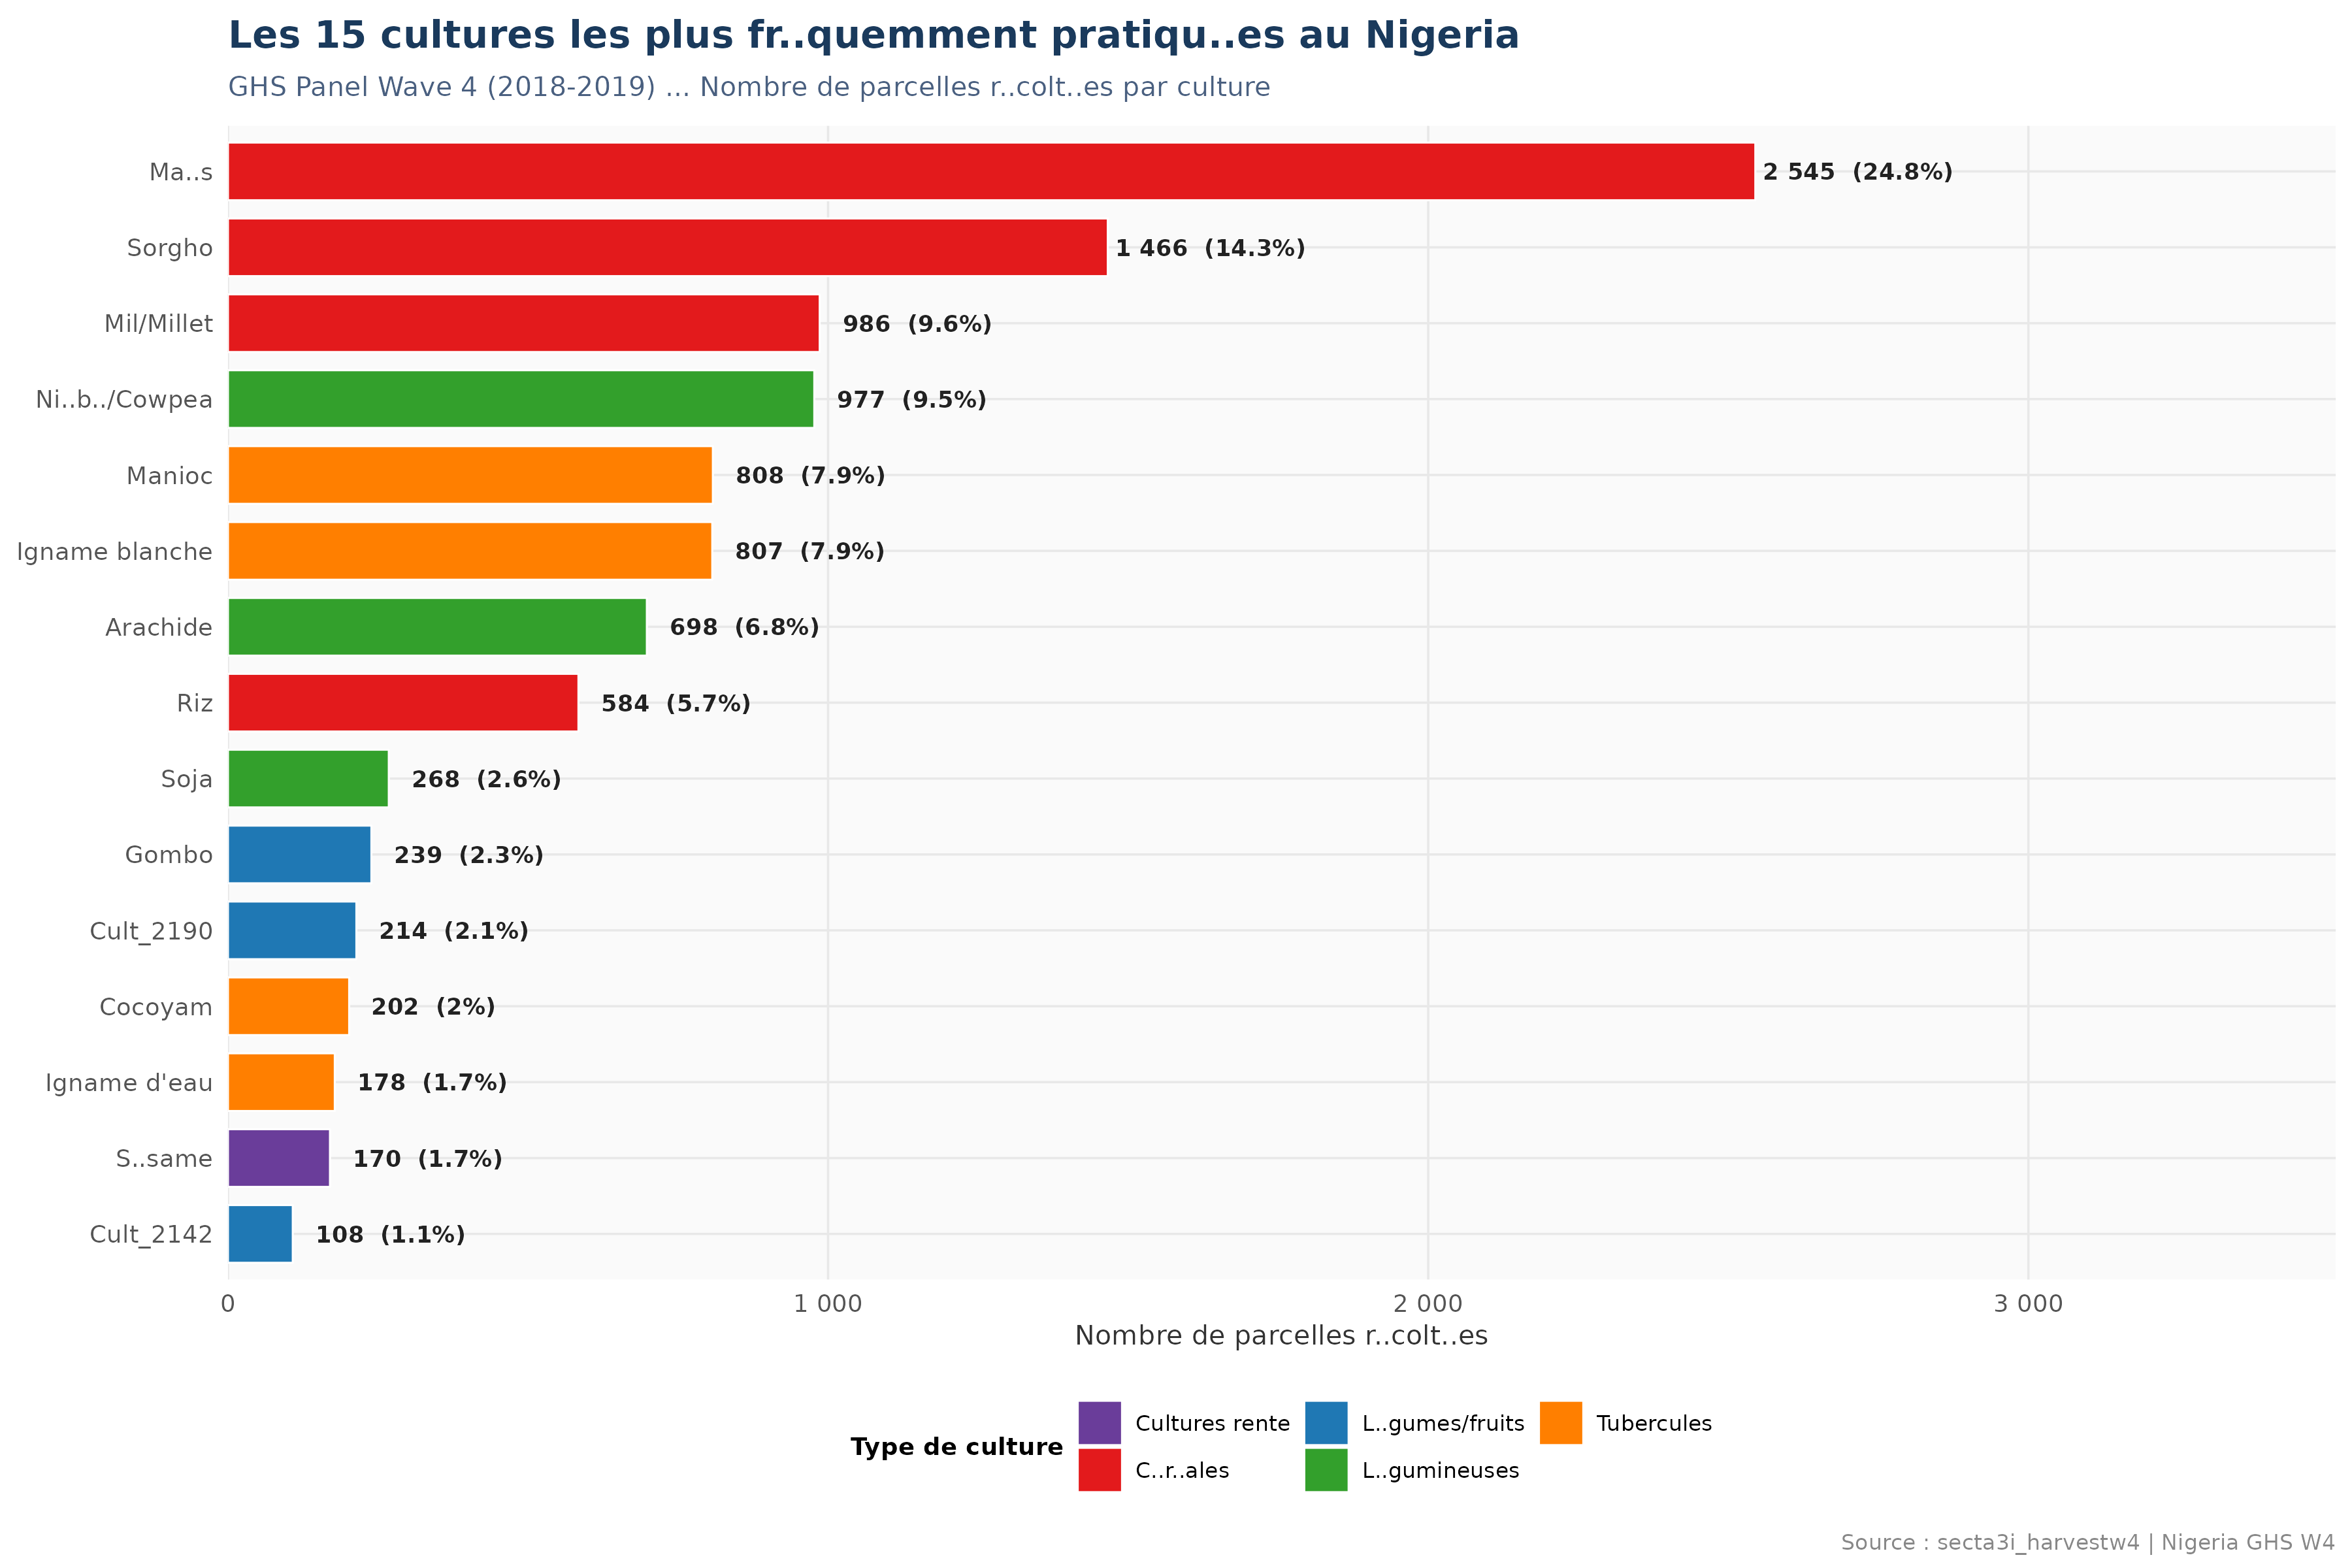 Les 15 cultures les plus fr..quemment pratiqu..es au Nigeria
GHS Panel Wave 4 (2018-2019) ... Nombre de parcelles r..colt..es par culture
Ma..s 2 545 (24.8%)
Sorgho 1 466 (14.3%)
Mil/Millet 986 (9.6%)
Ni..b../Cowpea 977 (9.5%)
Manioc 808 (7.9%)
Igname blanche 807 (7.9%)
Arachide 698 (6.8%)
Riz 584 (5.7%)
Soja 268 (2.6%)
Gombo 239 (2.3%)
Cult_2190 214 (2.1%)
Cocoyam 202 (2%)
Igname d'eau 178 (1.7%)
S..same 170 (1.7%)
Cult_2142 108 (1.1%)
0 1 000 2 000 3 000
Nombre de parcelles r..colt..es
Type de culture
Cultures rente L..gumes/fruits Tubercules
C..r..ales L..gumineuses
Source : secta3i_harvestw4 | Nigeria GHS W4